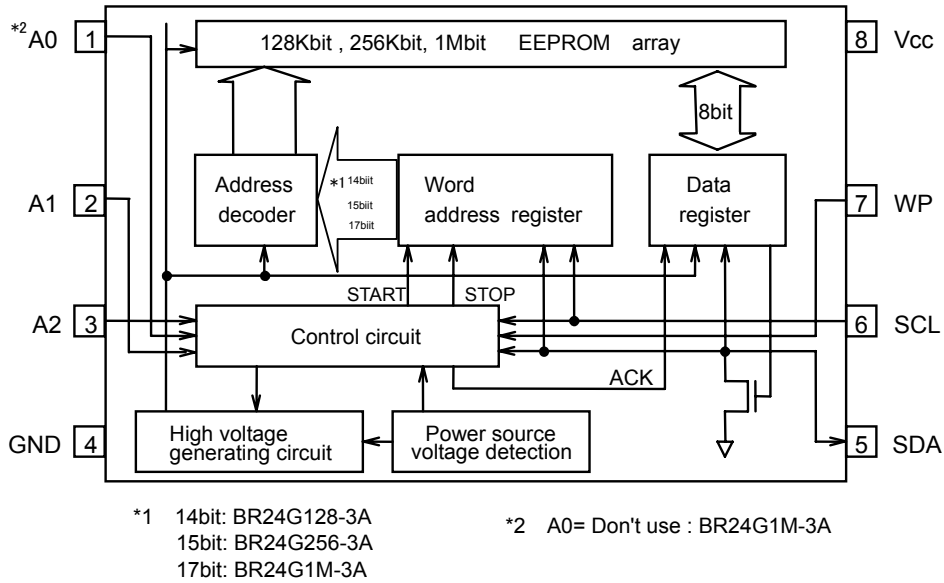 *2 A0 1
128Kbit , 256Kbit, 1Mbit EEPROM array
8 Vcc
8bit
A1 2
Address
decoder
*1 14biit
15biit
17biit
Word
address register
Data
register
7 WP
START
STOP
A2 3
Control circuit
6 SCL
ACK
GND 4
High voltage
generating circuit
Power source
voltage detection
5 SDA
*1 14bit: BR24G128-3A
15bit: BR24G256-3A
17bit: BR24G1M-3A
*2 A0= Don't use : BR24G1M-3A